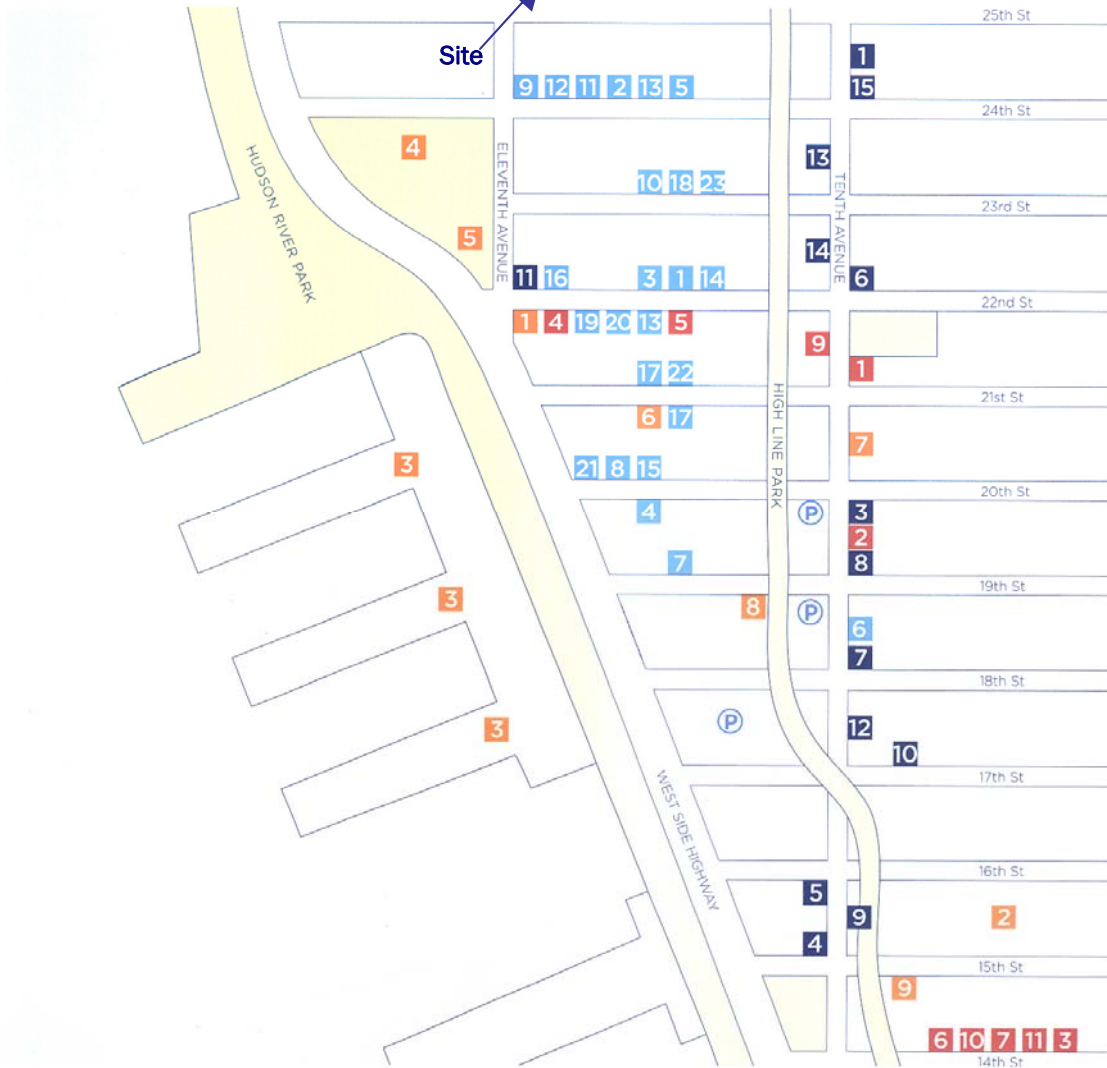 25th St
Site
1
9 12 11 2 13 5
15
24th St
4
13
10 18 23
23rd St
ELEVENTH AVENUE
TENTH AVENUE
HUDSON RIVER PARK
5
14
11 16 3 1 14
6
22nd St
1 4 19 20 13 5
9
1
17 22
21st St
HIGH LINE PARK
6 17
7
3
21 8 15
20th St
4
P
3
2
7
8
19th St
3
8
P
6
7
18th St
3
P
12
10
17th St
WEST SIDE HIGHWAY
16th St
5
9
2
4
15th St
9
6 10 7 11 3
14th St